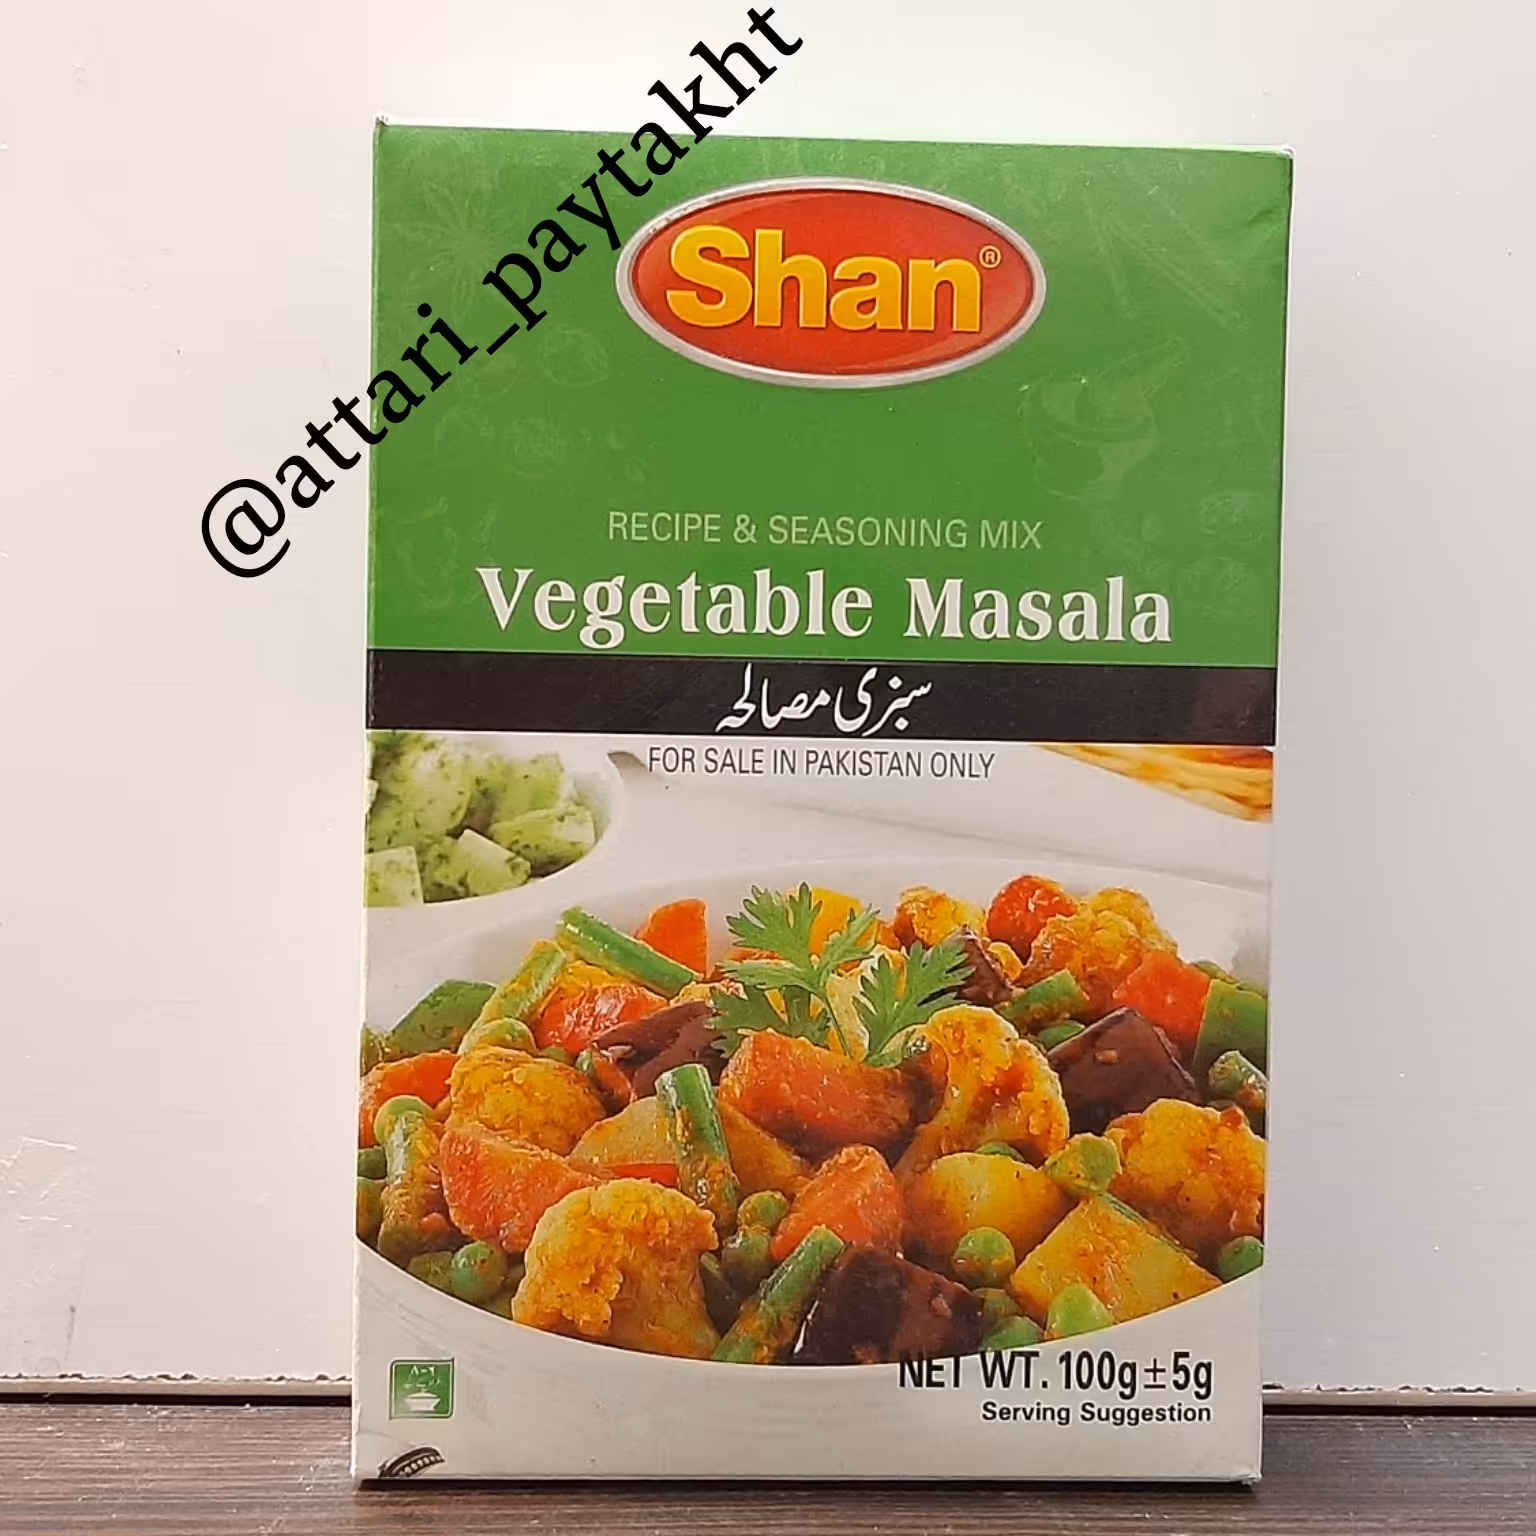 @attari_paytakht
Shan®
RECIPE & SEASONING MIX
Vegetable Masala
سبزی مصالحہ
FOR SALE IN PAKISTAN ONLY
NET WT. 100g±5g
Serving Suggestion